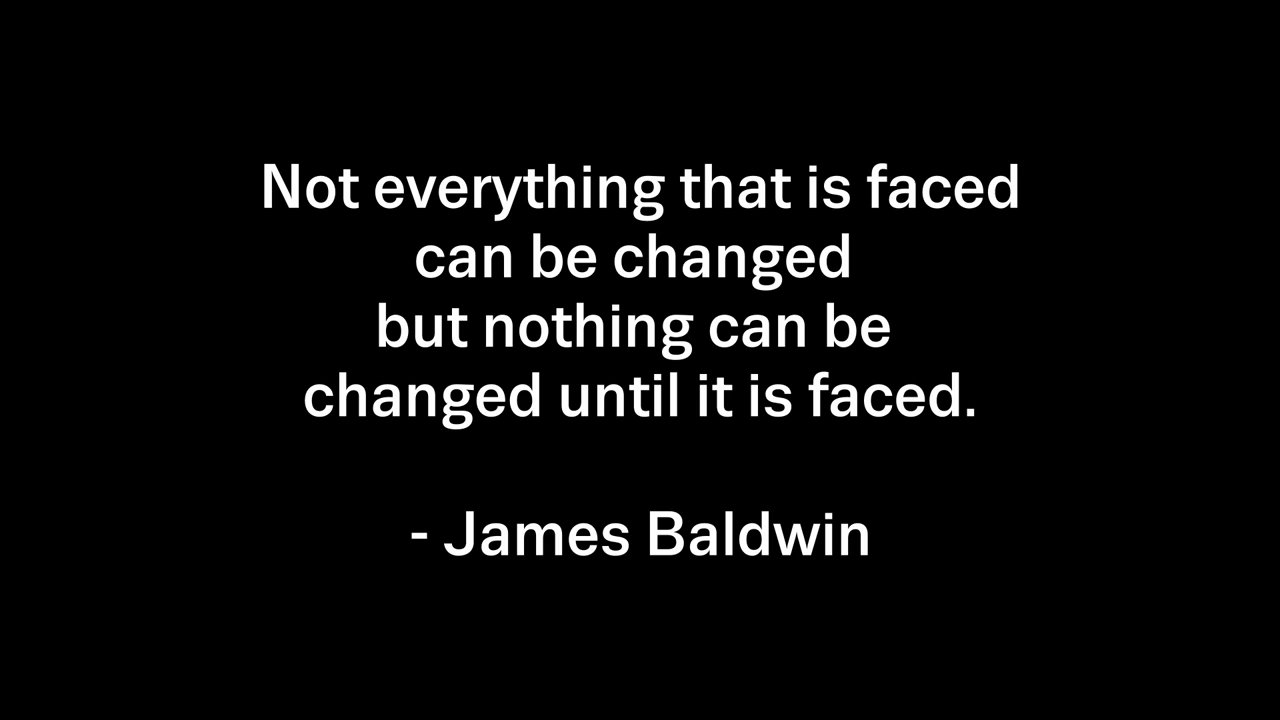 Not everything that is faced
can be changed
but nothing can be
changed until it is faced.
- James Baldwin